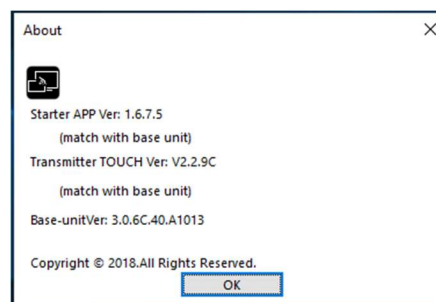 About
Starter APP Ver: 1.6.7.5
(match with base unit)
Transmitter TOUCH Ver: V2.2.9C
(match with base unit)
Base-unitVer: 3.0.6C.40.A1013
Copyright © 2018.All Rights Reserved.
OK